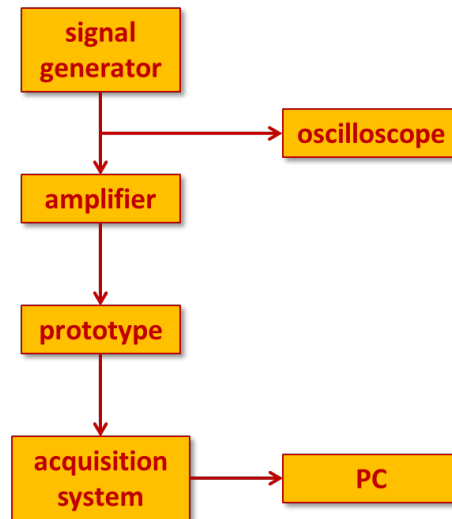 signal
generator
oscilloscope
amplifier
prototype
acquisition
system
PC